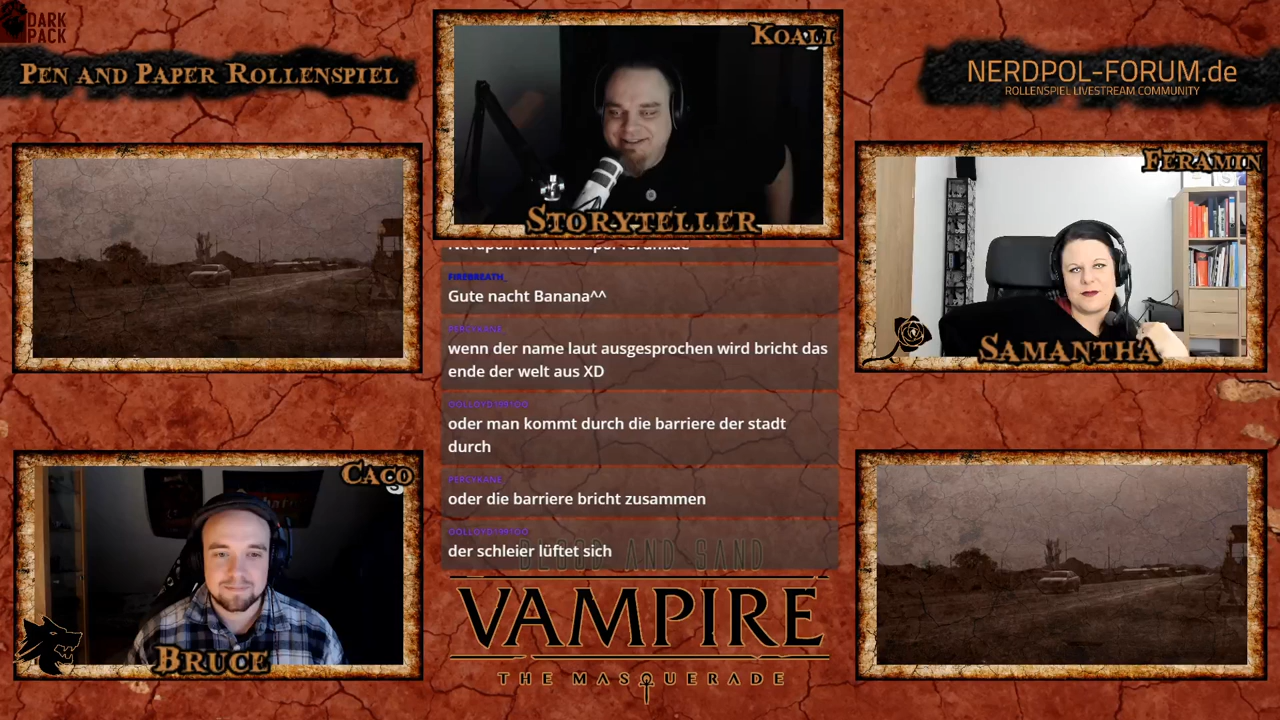 DARK
PACK
PEN AND PAPER ROLLENSPIEL
KOALI
STORYTELLER
NERDPOL-FORUM.de
ROLLENSPIEL LIVESTREAM COMMUNITY
FERAMIN
SAMANTHA
FIREBREATH_
Gute nacht Banana^^
PERCYKANE
wenn der name laut ausgesprochen wird bricht das
ende der welt aus XD
oder man kommt durch die barriere der stadt
durch
PERCYKANE
oder die barriere bricht zusammen
der schleier lüftet sich
BLOOD AND SAND
VAMPIRE
THE MASQUERADE
CACO
BRUCE